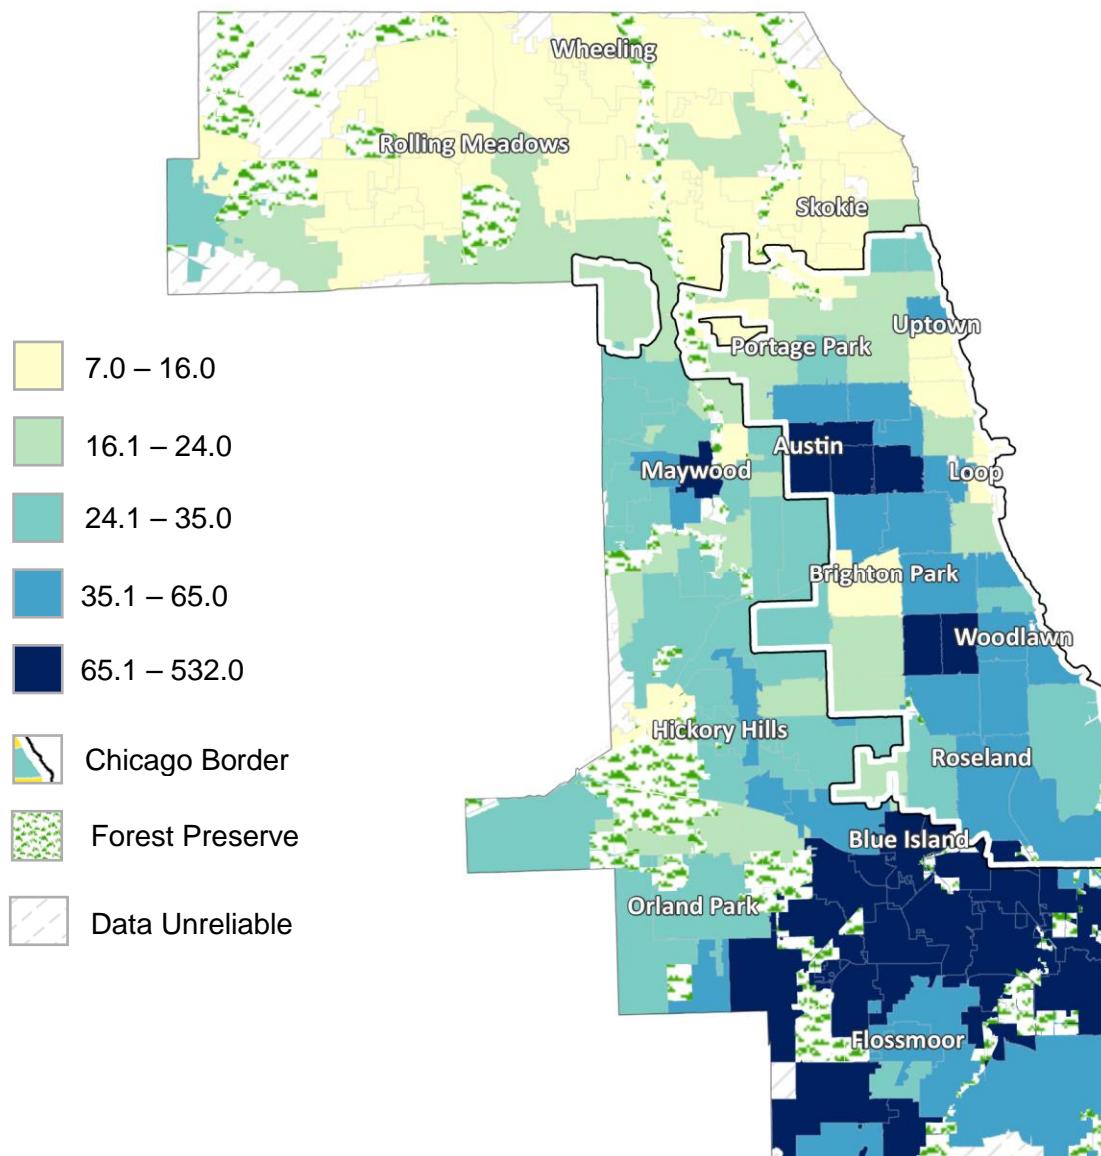 Wheeling
Rolling Meadows
Skokie
Uptown
Portage Park
7.0 – 16.0
16.1 – 24.0
Austin
Maywood
Loop
24.1 – 35.0
Brighton Park
35.1 – 65.0
Woodlawn
65.1 – 532.0
Hickory Hills
Chicago Border
Roseland
Forest Preserve
Blue Island
Orland Park
Data Unreliable
Flossmoor